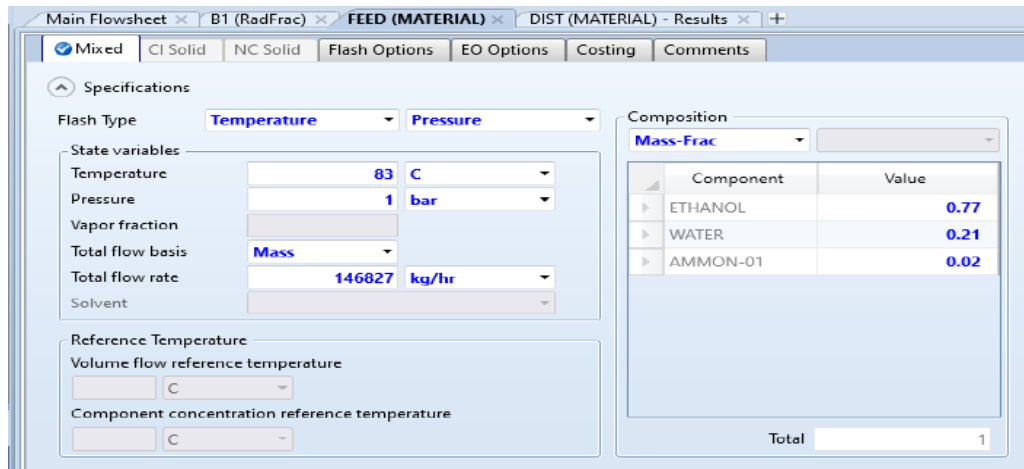 Main Flowsheet × B1 (RadFrac) × FEED (MATERIAL) × DIST (MATERIAL) - Results × +
Mixed CI Solid NC Solid Flash Options EO Options Costing Comments
Specifications
Flash Type Temperature Pressure
State variables
Temperature 83 C
Pressure 1 bar
Vapor fraction
Total flow basis Mass
Total flow rate 146827 kg/hr
Solvent
Reference Temperature
Volume flow reference temperature
C
Component concentration reference temperature
C
Composition
Mass-Frac
Component Value
ETHANOL 0.77
WATER 0.21
AMMON-01 0.02
Total 1